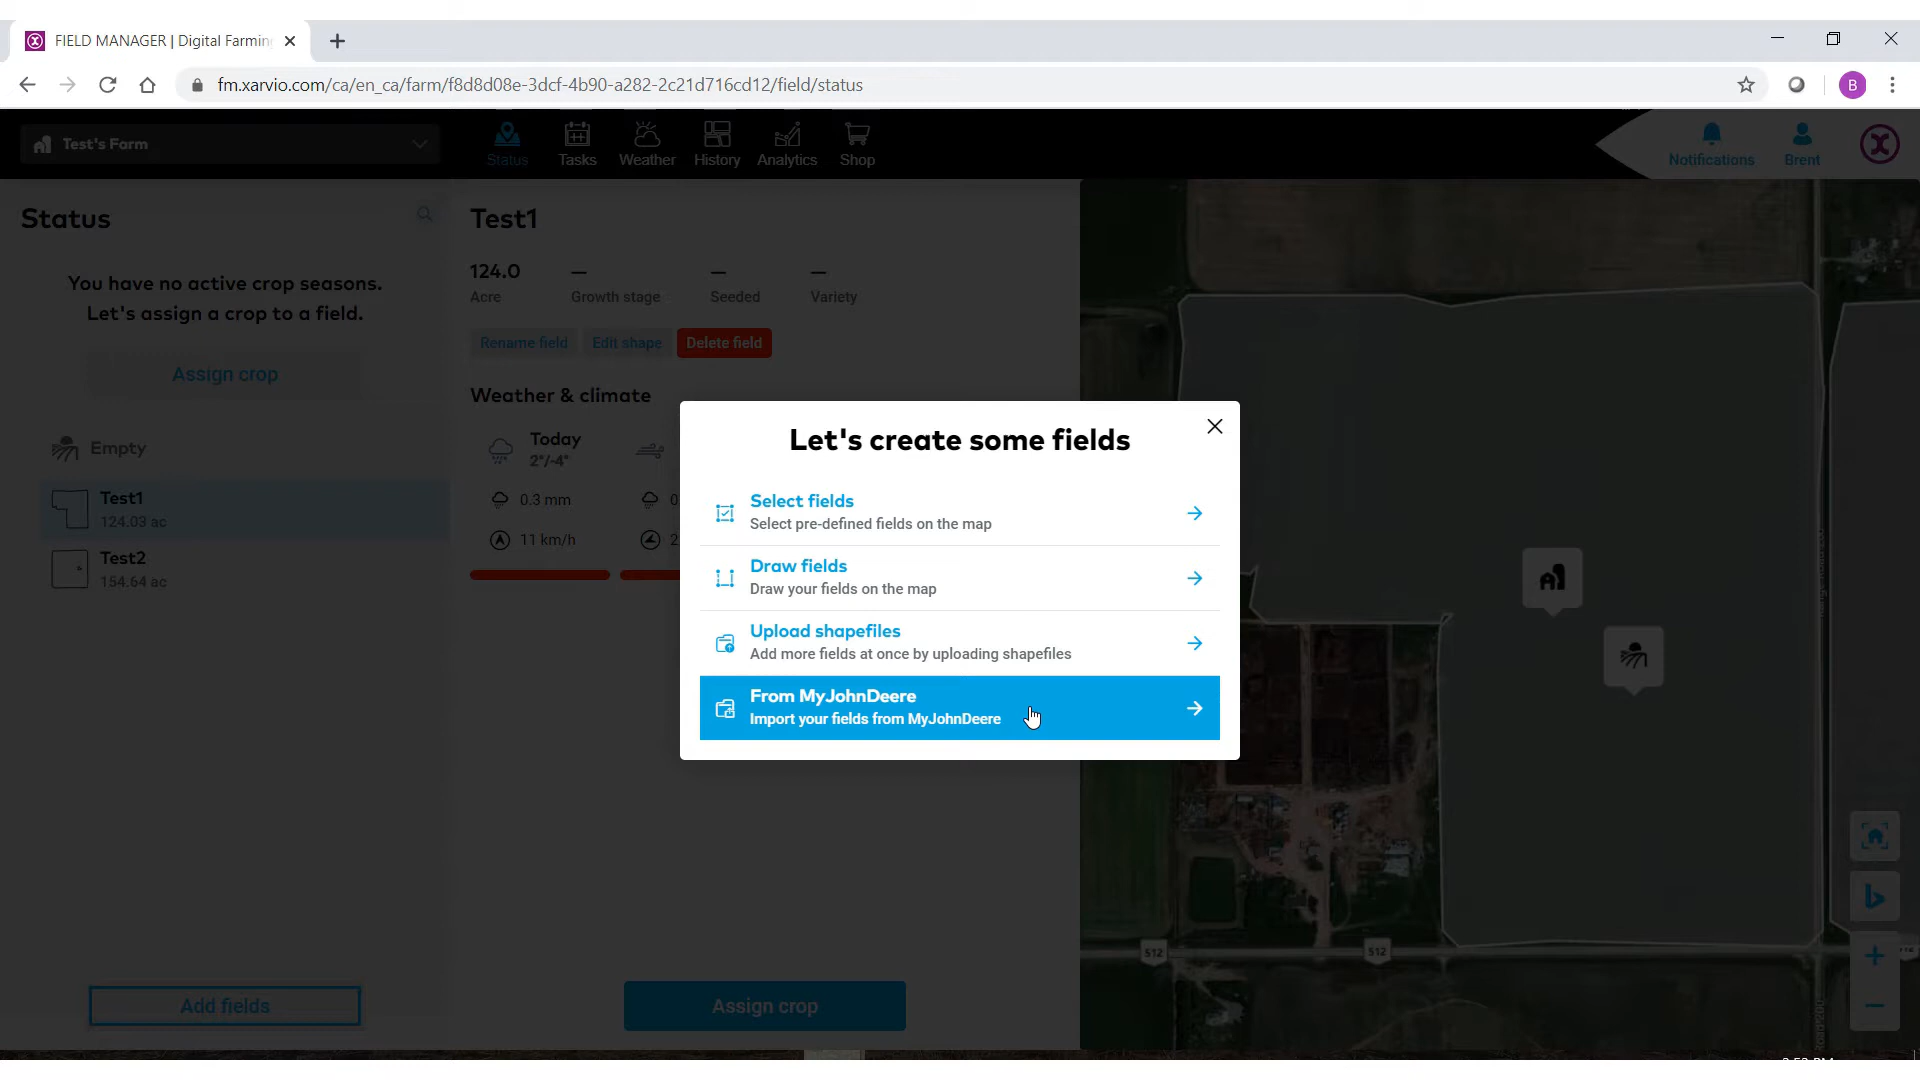 FIELD MANAGER | Digital Farming
fm.xarvio.com/ca/en_ca/farm/f8d8d08e-3dcf-4b90-a282-2c21d716cd12/field/status
B
Test's Farm
Status
Tasks
Weather
History
Analytics
Shop
Notifications
Brent
Status
You have no active crop seasons.
Let's assign a crop to a field.
Assign crop
Empty
Test1
124.03 ac
Test2
154.64 ac
Add fields
Test1
124.0
Acre
—
Growth stage
—
Seeded
—
Variety
Rename field
Edit shape
Delete field
Weather & climate
Today
2°/-4°
0.3 mm
11 km/h
Assign crop
Let's create some fields
Select fields
Select pre-defined fields on the map
Draw fields
Draw your fields on the map
Upload shapefiles
Add more fields at once by uploading shapefiles
From MyJohnDeere
Import your fields from MyJohnDeere
512
512